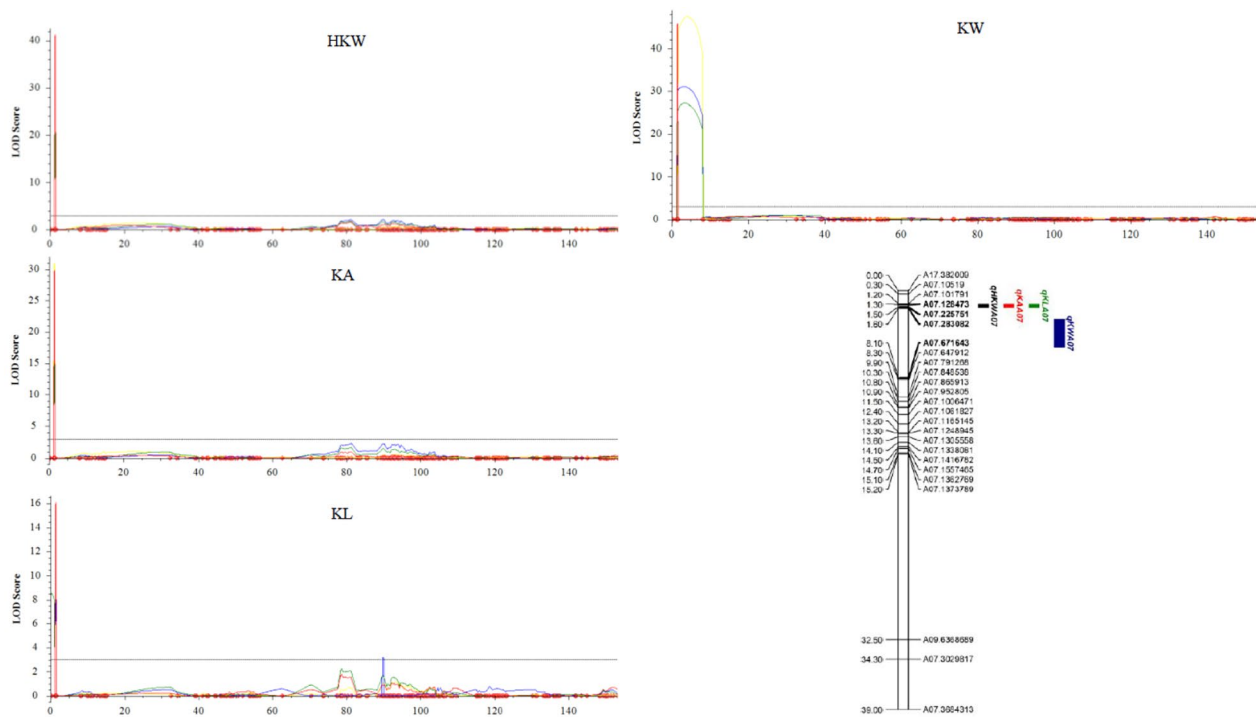 HKW
LOD Score
40
30
20
10
0
0 20 40 60 80 100 120 140
KW
LOD Score
40
30
20
10
0
0 20 40 60 80 100 120 140
KA
LOD Score
30
25
20
15
10
5
0
0 20 40 60 80 100 120 140
KL
LOD Score
16
14
12
10
8
6
4
2
0
0 20 40 60 80 100 120 140
0.00 A17.382009
0.30 A07.10519
1.20 A07.101791
1.30 A07.128473
1.50 A07.225751
1.80 A07.283082
8.10 A07.671643
8.30 A07.647912
9.90 A07.791266
10.30 A07.848538
10.80 A07.865913
10.90 A07.952805
11.50 A07.1006471
12.40 A07.1081827
13.20 A07.1165145
13.30 A07.1248945
13.60 A07.1305558
14.10 A07.1338081
14.50 A07.1416782
14.70 A07.1557465
15.10 A07.1382769
15.20 A07.1373789
32.50 A09.6368689
34.30 A07.3029817
39.00 A07.3684313
qHKWA07
qKAA07
qKLA07
qKWA07